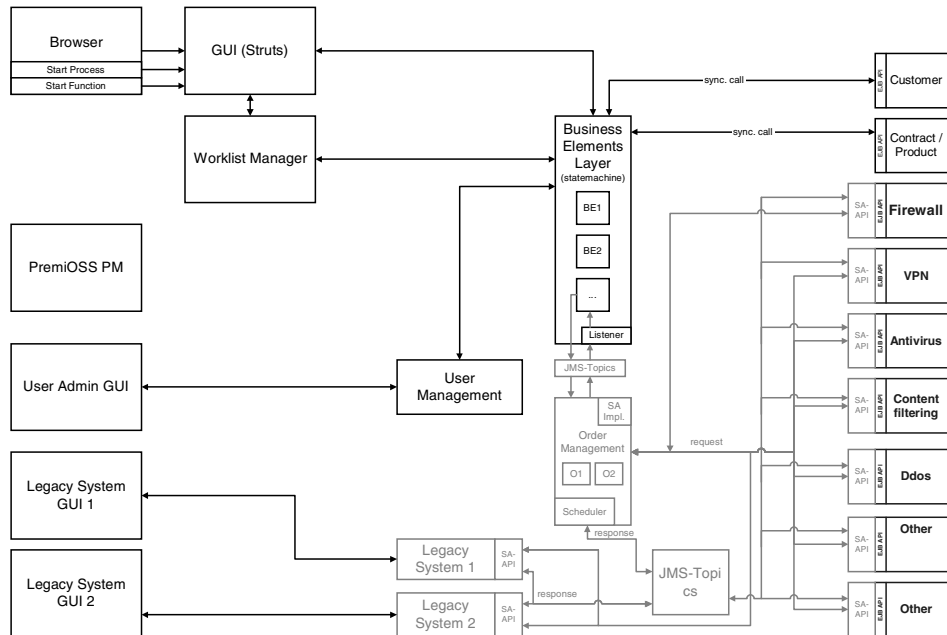 Browser
Start Process
Start Function
GUI (Struts)
Worklist Manager
PremiOSS PM
User Admin GUI
User
Management
Legacy System
GUI 1
Legacy System
GUI 2
Legacy
System 1
SA-
API
Legacy
System 2
SA-
API
Business
Elements
Layer
(statemachine)
BE1
BE2
...
Listener
JMS-Topics
SA
Impl.
Order
Management
O1
O2
Scheduler
response
response
request
JMS-Topi
cs
sync. call
sync. call
EJB API
Customer
EJB API
Contract /
Product
SA-
API
EJB API
Firewall
SA-
API
EJB API
VPN
SA-
API
EJB API
Antivirus
SA-
API
EJB API
Content
filtering
SA-
API
EJB API
Ddos
SA-
API
EJB API
Other
SA-
API
EJB API
Other